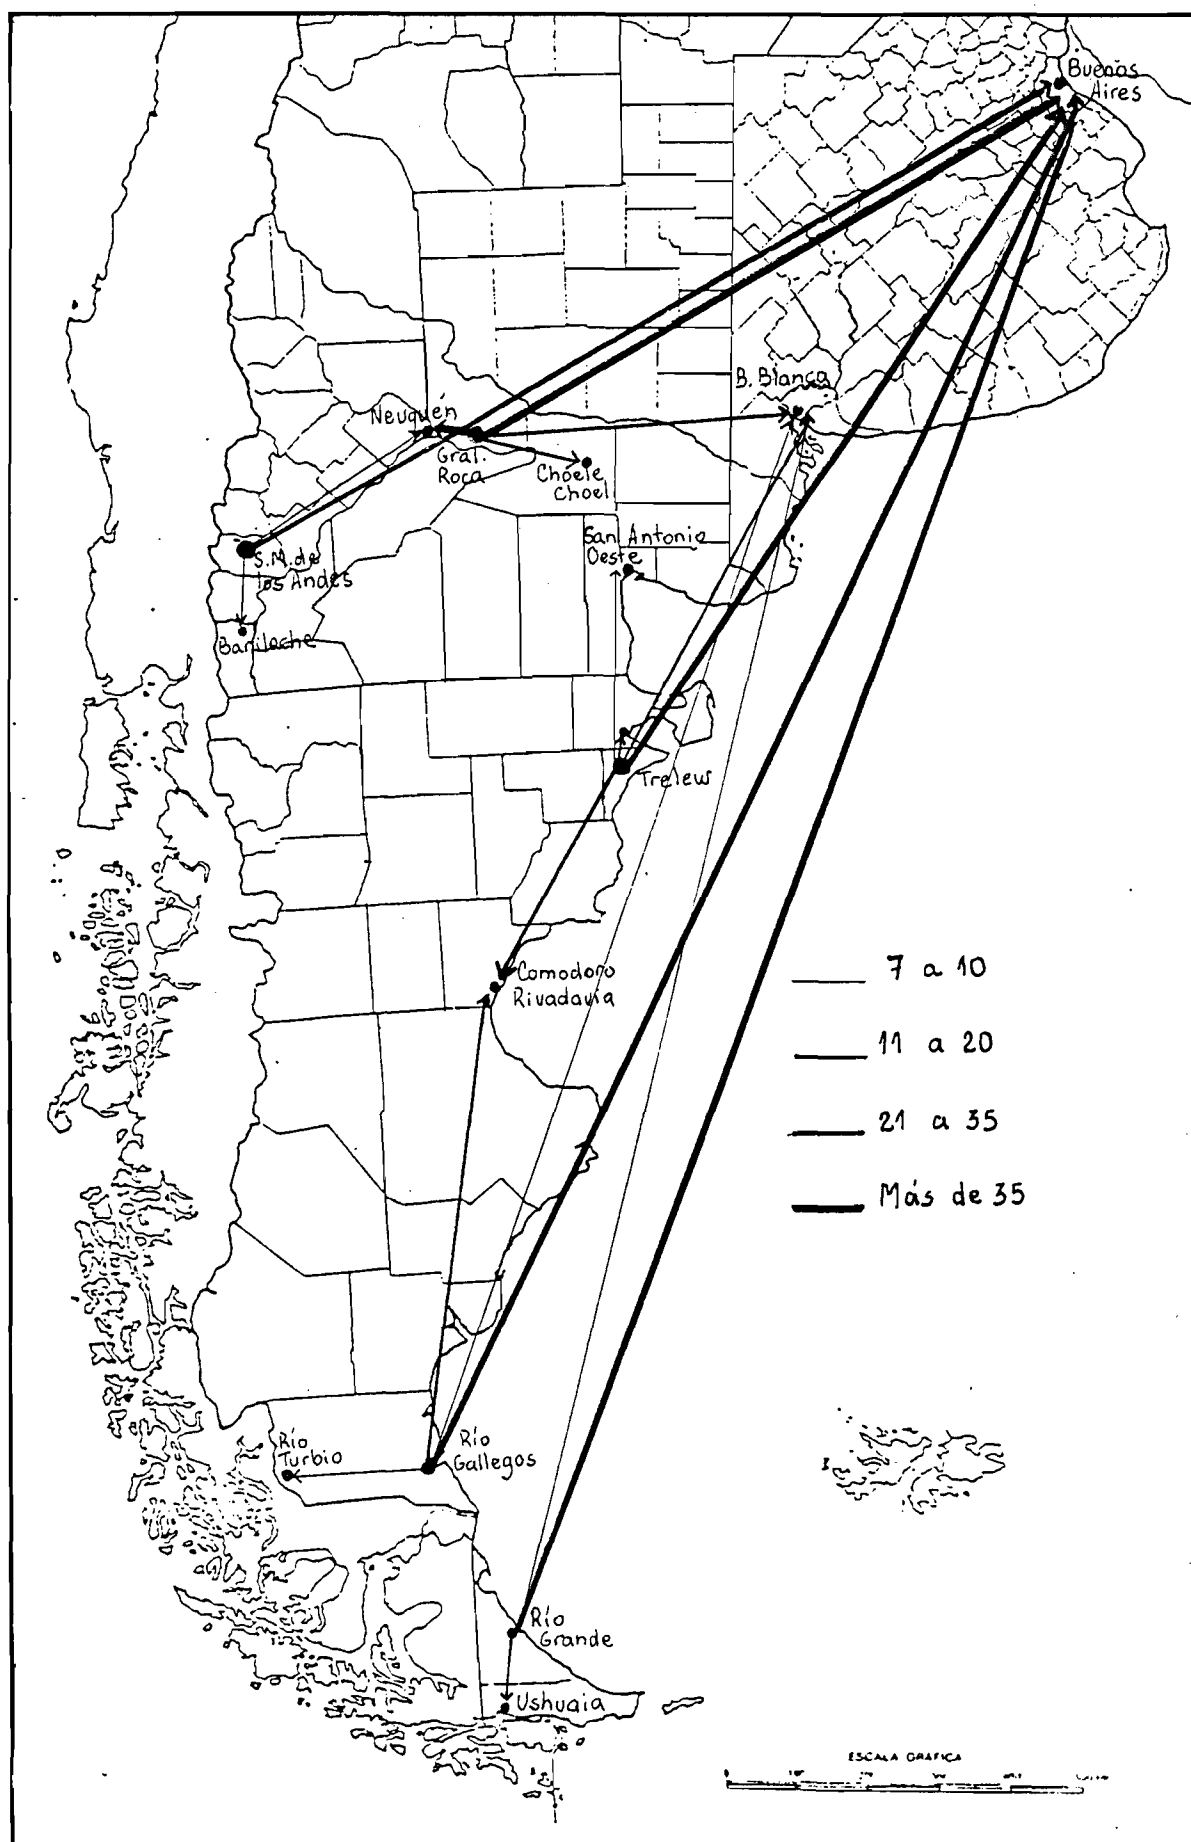 Buenos
Aires
B. Blanca
Neuquén
Gral.
Roca
Choele
Choel
San Antonio
Oeste
S.M. de
los Andes
Bariloche
Trelew
Comodoro
Rivadavia
7 a 10
11 a 20
21 a 35
Más de 35
Río
Turbio
Río
Gallegos
Río
Grande
Ushuaia
ESCALA GRAFICA